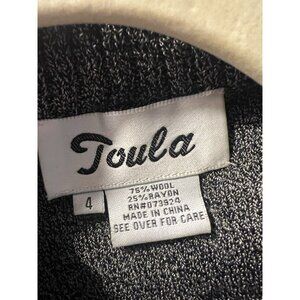 Toula
4
75% WOOL
25% RAYON
RN#073924
MADE IN CHINA
SEE OVER FOR CARE